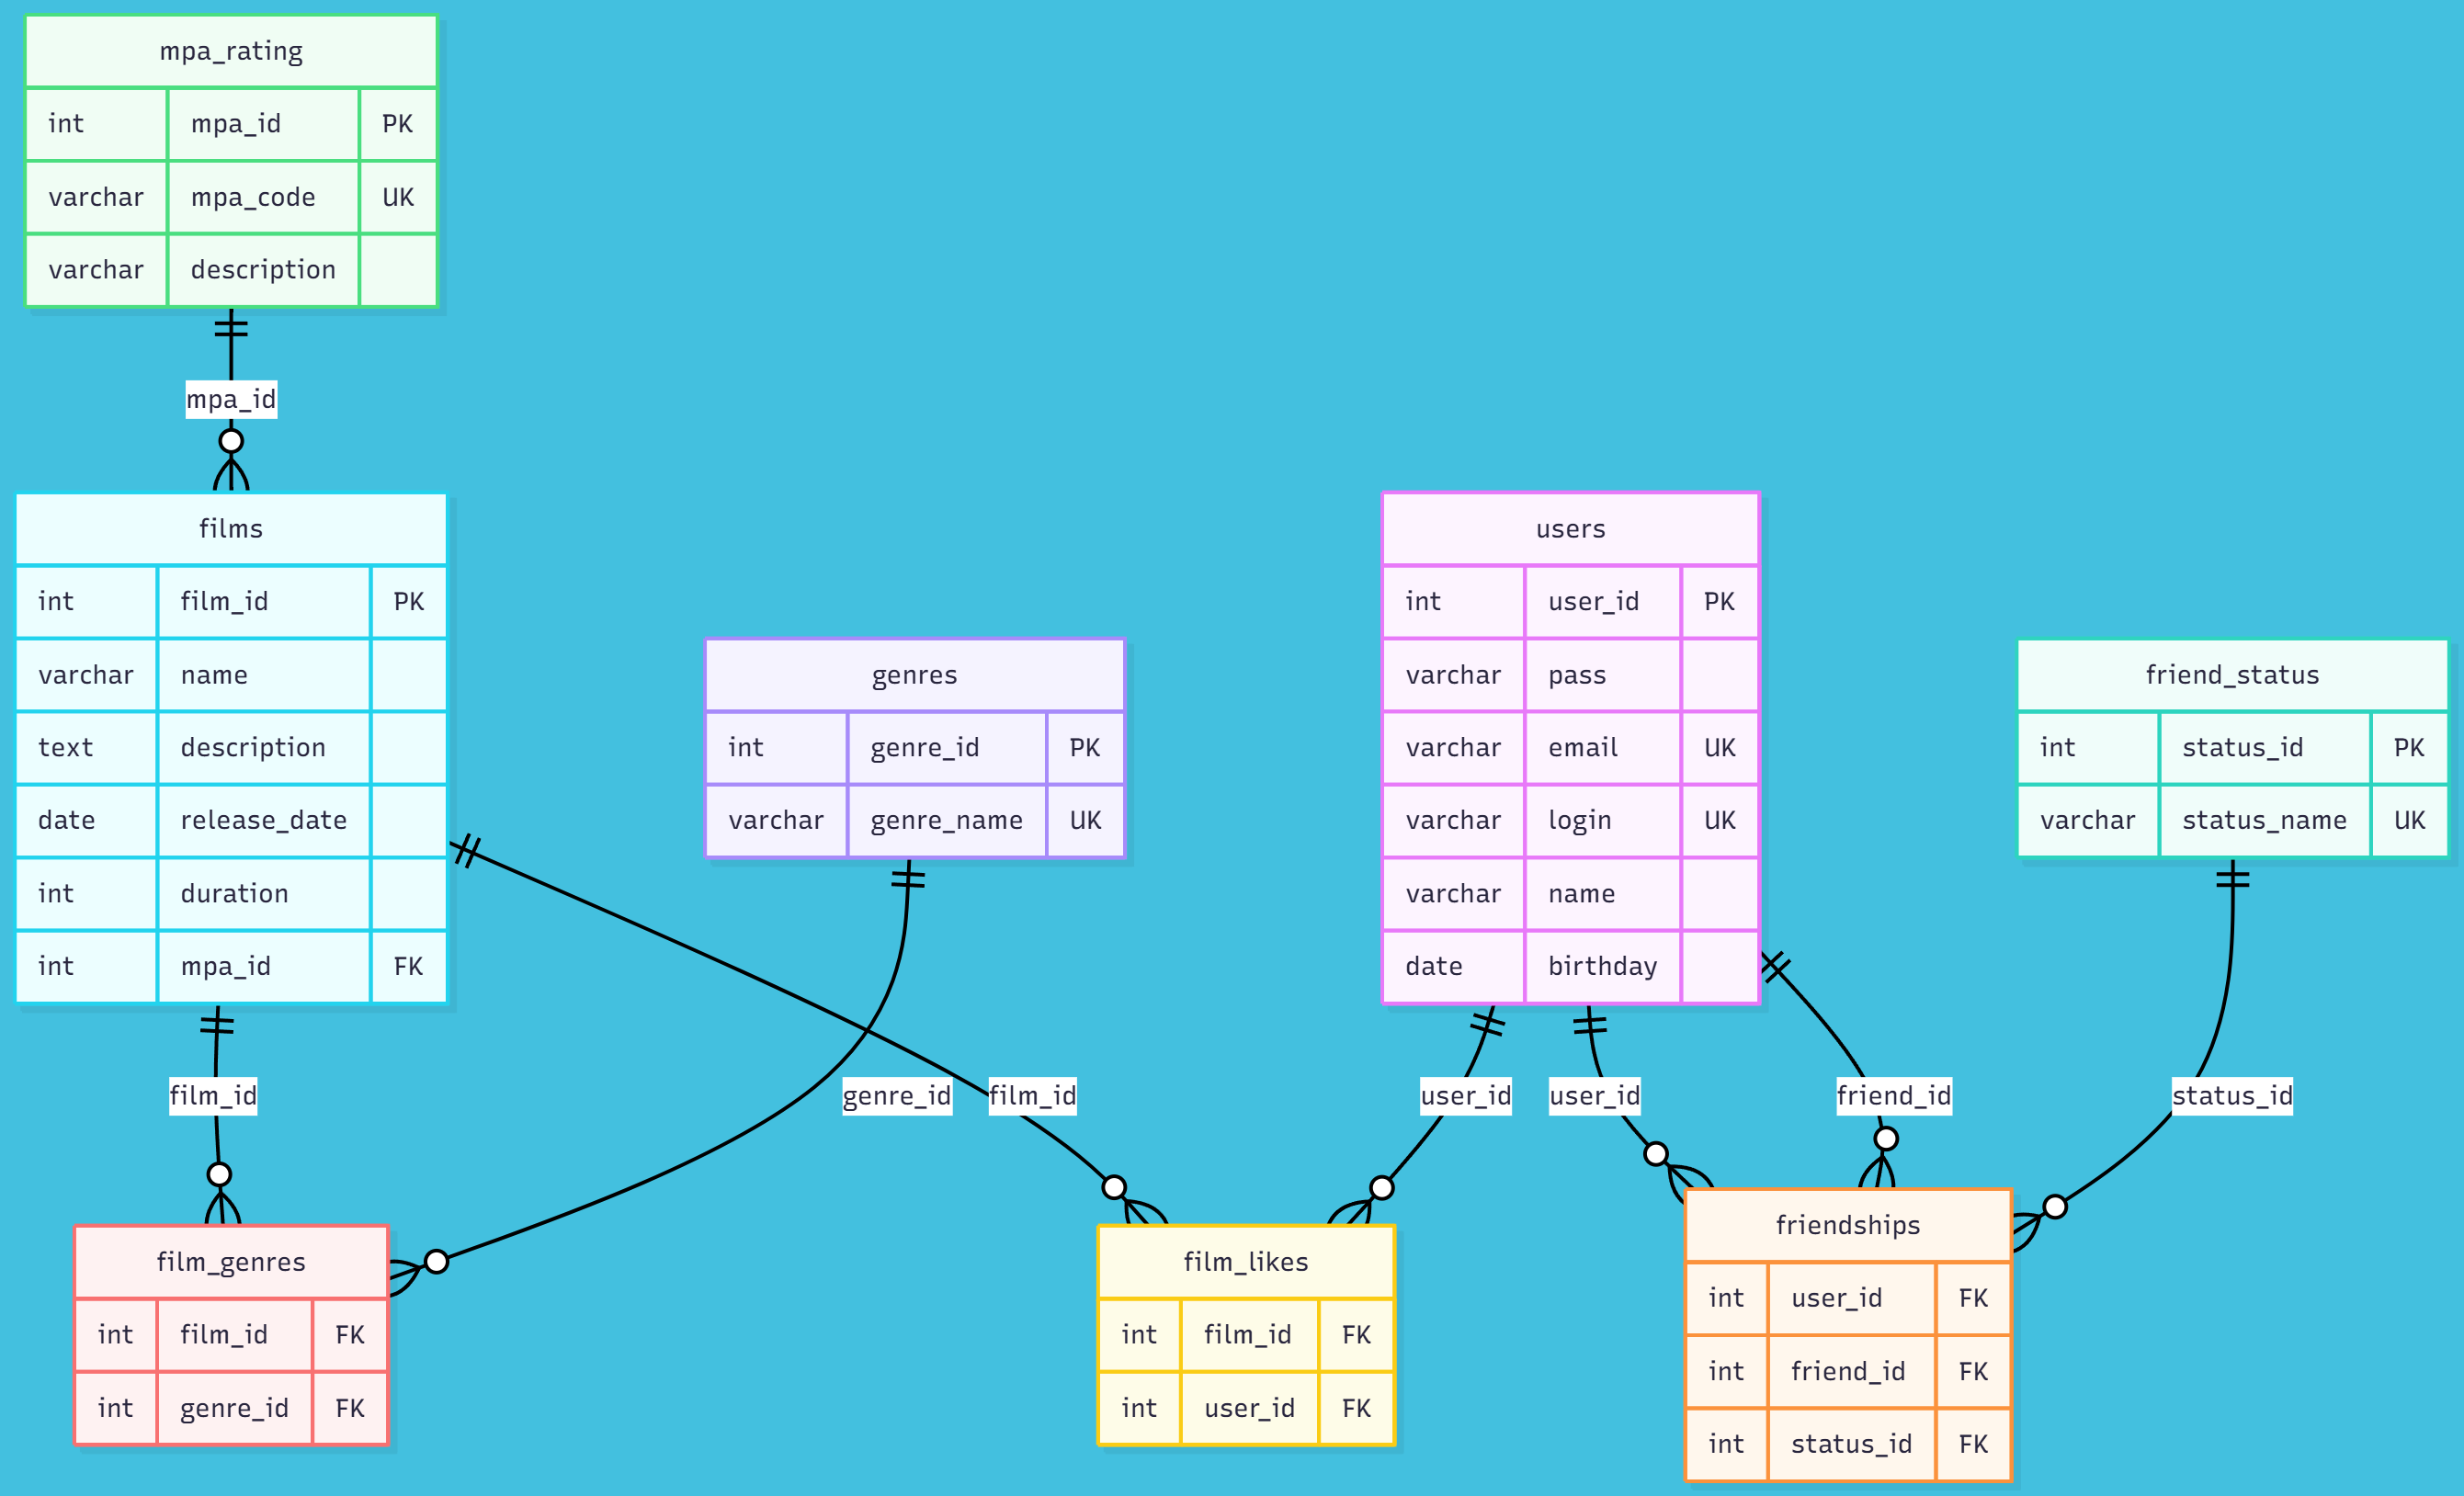 mpa_rating
int mpa_id PK
varchar mpa_code UK
varchar description
mpa_id
films
int film_id PK
varchar name
text description
date release_date
int duration
int mpa_id FK
genres
int genre_id PK
varchar genre_name UK
users
int user_id PK
varchar pass
varchar email UK
varchar login UK
varchar name
date birthday
friend_status
int status_id PK
varchar status_name UK
film_id
genre_id
film_id
user_id
user_id
friend_id
status_id
film_genres
int film_id FK
int genre_id FK
film_likes
int film_id FK
int user_id FK
friendships
int user_id FK
int friend_id FK
int status_id FK